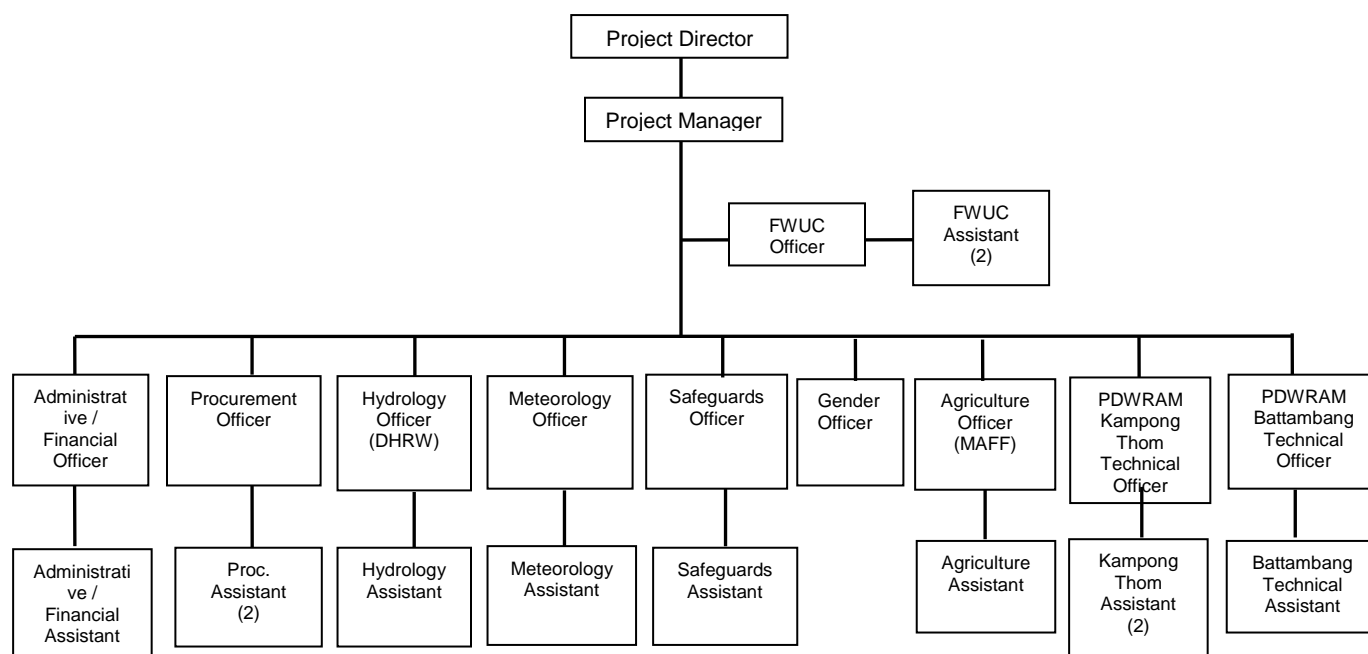 Project Director
Project Manager
FWUC
Officer
FWUC
Assistant
(2)
Administrat
ive /
Financial
Officer
Procurement
Officer
Hydrology
Officer
(DHRW)
Meteorology
Officer
Safeguards
Officer
Gender
Officer
Agriculture
Officer
(MAFF)
PDWRAM
Kampong
Thom
Technical
Officer
PDWRAM
Battambang
Technical
Officer
Administrati
ve /
Financial
Assistant
Proc.
Assistant
(2)
Hydrology
Assistant
Meteorology
Assistant
Safeguards
Assistant
Agriculture
Assistant
Kampong
Thom
Assistant
(2)
Battambang
Technical
Assistant